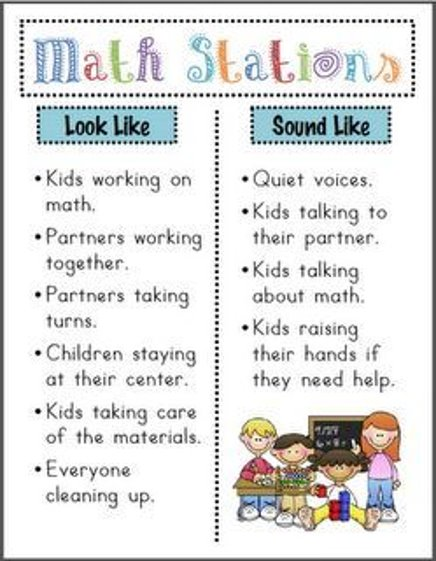 Math Stations
Look Like
• Kids working on
math.
• Partners working
together.
• Partners taking
turns.
• Children staying
at their center.
• Kids taking care
of the materials.
• Everyone
cleaning up.
Sound Like
• Quiet voices.
• Kids talking to
their partner.
• Kids talking
about math.
• Kids raising
their hands if
they need help.